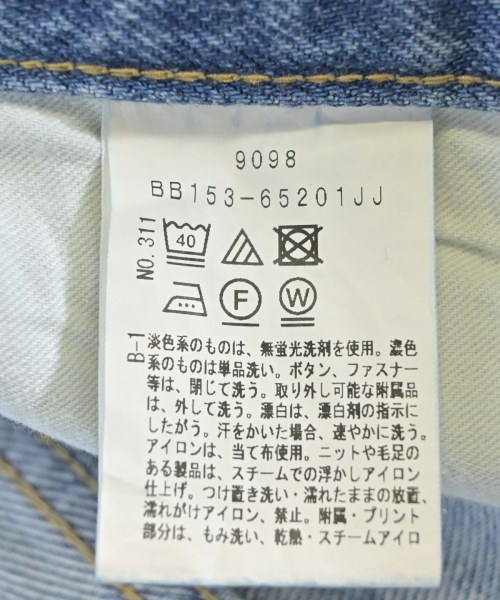 9098
BB153-65201JJ
NO.311
40
F
W
B-1
淡色系のものは、無蛍光洗剤を使用。濃色
系のものは単品洗い。ボタン、ファスナー
等は、閉じて洗う。取り外し可能な附属品
は、外して洗う。漂白は、漂白剤の指示に
したがう。汗をかいた場合、速やかに洗う。
アイロンは、当て布使用。ニットや毛足の
ある製品は、スチームでの浮かしアイロン
仕上げ。つけ置き洗い・濡れたままの放置、
濡れがけアイロン、禁止。附属・プリント
部分は、もみ洗い、乾熱・スチームアイロ